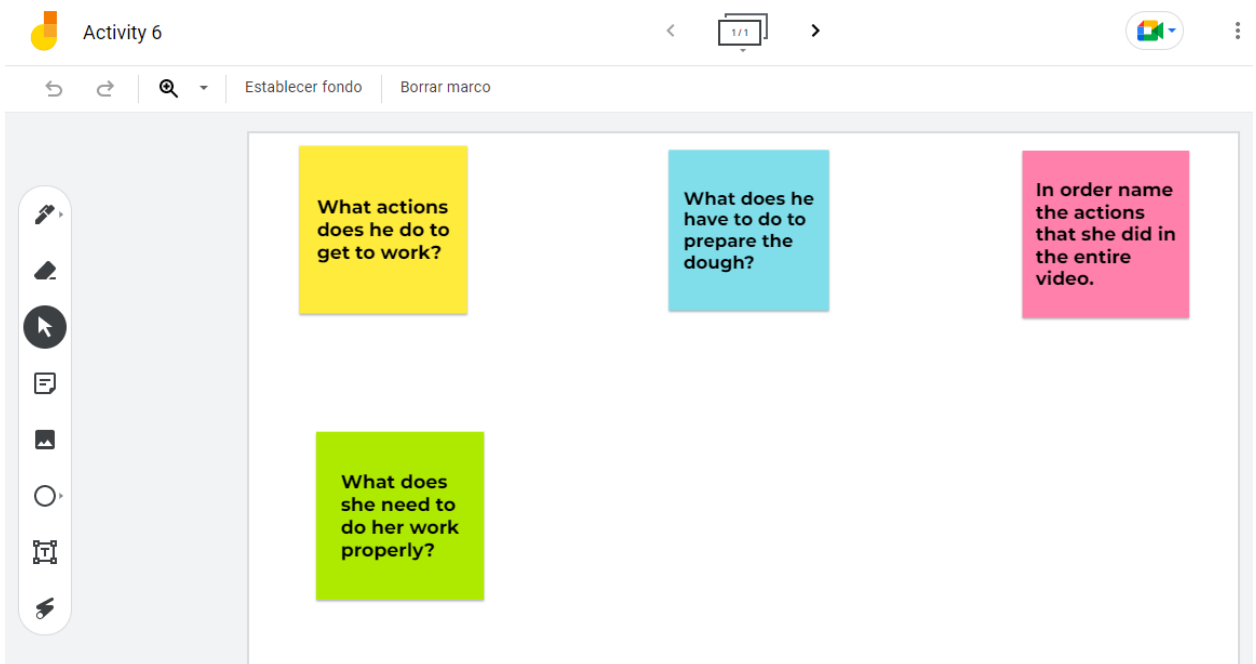 Activity 6
1/1
Establecer fondo
Borrar marco
What actions
does he do to
get to work?
What does he
have to do to
prepare the
dough?
In order name
the actions
that she did in
the entire
video.
What does
she need to
do her work
properly?